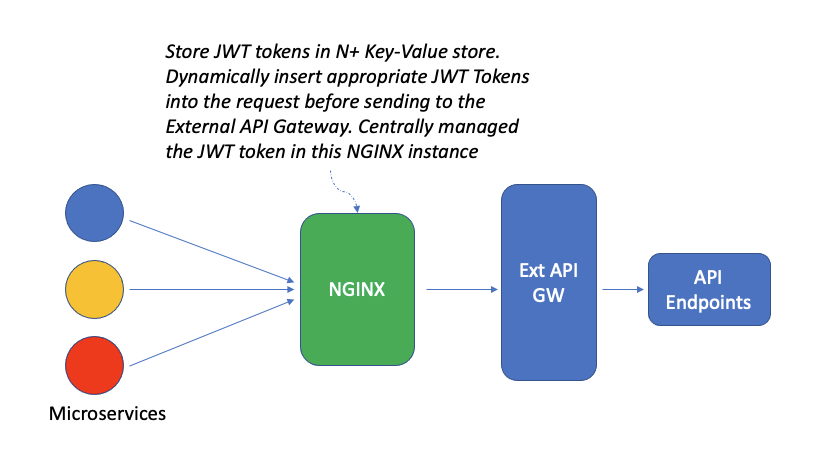 Store JWT tokens in N+ Key-Value store.
Dynamically insert appropriate JWT Tokens
into the request before sending to the
External API Gateway. Centrally managed
the JWT token in this NGINX instance
NGINX
Ext API
GW
API
Endpoints
Microservices